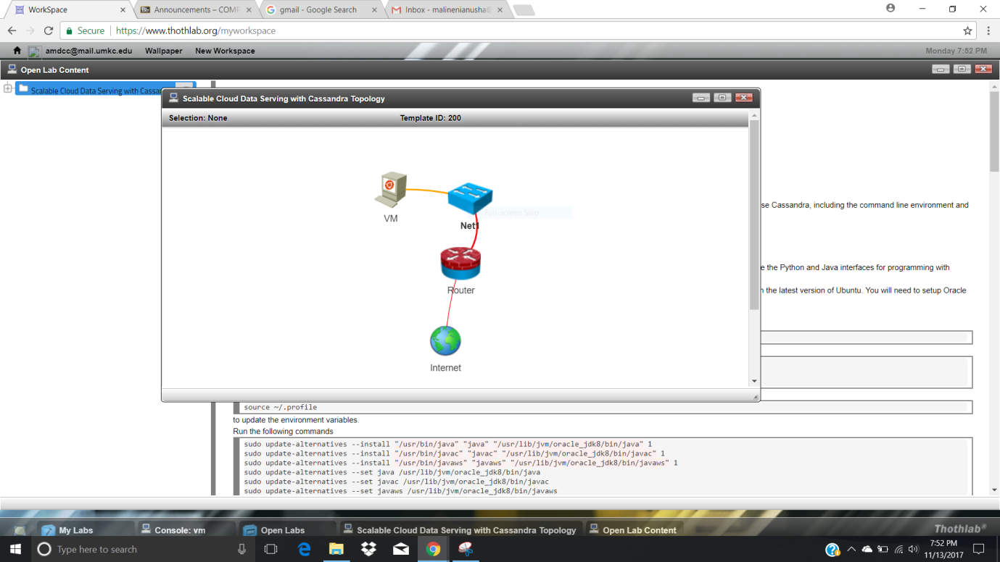 WorkSpace
Announcements – COMP
gmail - Google Search
Inbox - malinenianusha@
Secure
https://www.thothlab.org/myworkspace
amdcc@mail.umkc.edu
Wallpaper
New Workspace
Monday 7:52 PM
Open Lab Content
Scalable Cloud Data Serving with Cassan
Scalable Cloud Data Serving with Cassandra Topology
Selection: None
Template ID: 200
VM
Full-screen Snip
Net1
Router
Internet
se Cassandra, including the command line environment and
e the Python and Java interfaces for programming with
the latest version of Ubuntu. You will need to setup Oracle
source ~/.profile
to update the environment variables.
Run the following commands
sudo update-alternatives --install "/usr/bin/java" "java" "/usr/lib/jvm/oracle_jdk8/bin/java" 1
sudo update-alternatives --install "/usr/bin/javac" "javac" "/usr/lib/jvm/oracle_jdk8/bin/javac" 1
sudo update-alternatives --install "/usr/bin/javaws" "javaws" "/usr/lib/jvm/oracle_jdk8/bin/javaws" 1
sudo update-alternatives --set java /usr/lib/jvm/oracle_jdk8/bin/java
sudo update-alternatives --set javac /usr/lib/jvm/oracle_jdk8/bin/javac
sudo update-alternatives --set javaws /usr/lib/jvm/oracle_jdk8/bin/javaws
My Labs
Console: vm
Open Labs
Scalable Cloud Data Serving with Cassandra Topology
Open Lab Content
Thothlab®
Type here to search
7:52 PM
11/13/2017